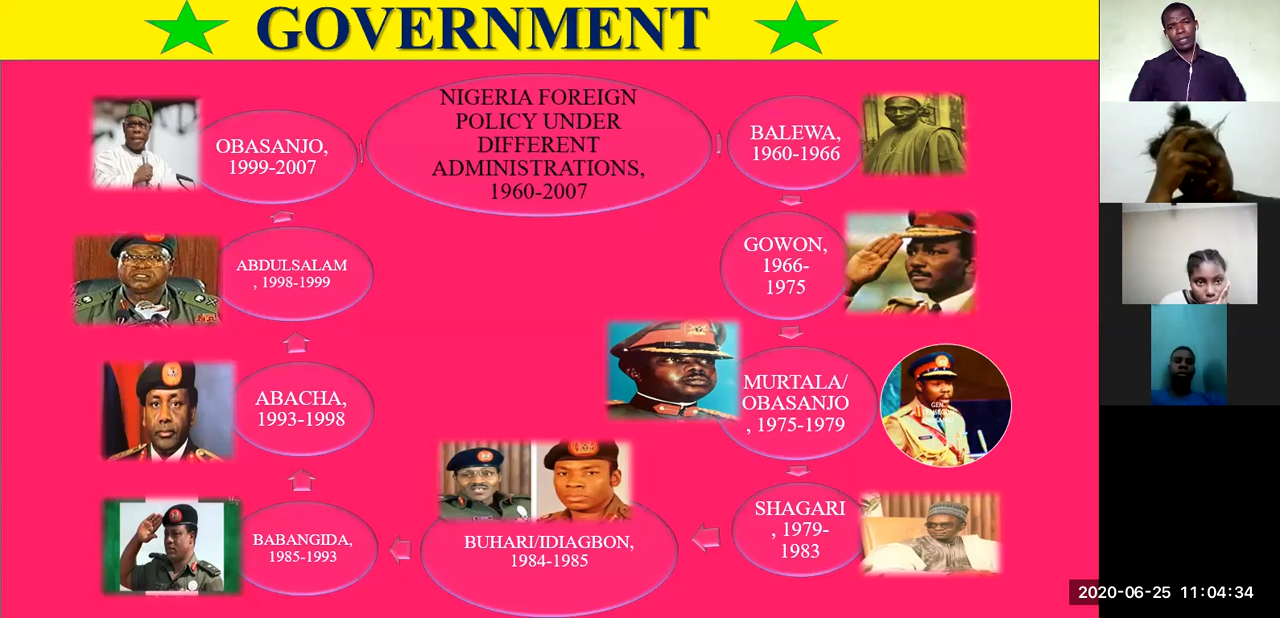 GOVERNMENT
NIGERIA FOREIGN
POLICY UNDER
DIFFERENT
ADMINISTRATIONS,
1960-2007
BALEWA,
1960-1966
GOWON,
1966-
1975
MURTALA/
OBASANJO
, 1975-1979
SHAGARI
, 1979-
1983
BUHARI/IDIAGBON,
1984-1985
BABANGIDA,
1985-1993
ABACHA,
1993-1998
ABDULSALAM
, 1998-1999
OBASANJO,
1999-2007
GEN.
2020-06-25 11:04:34